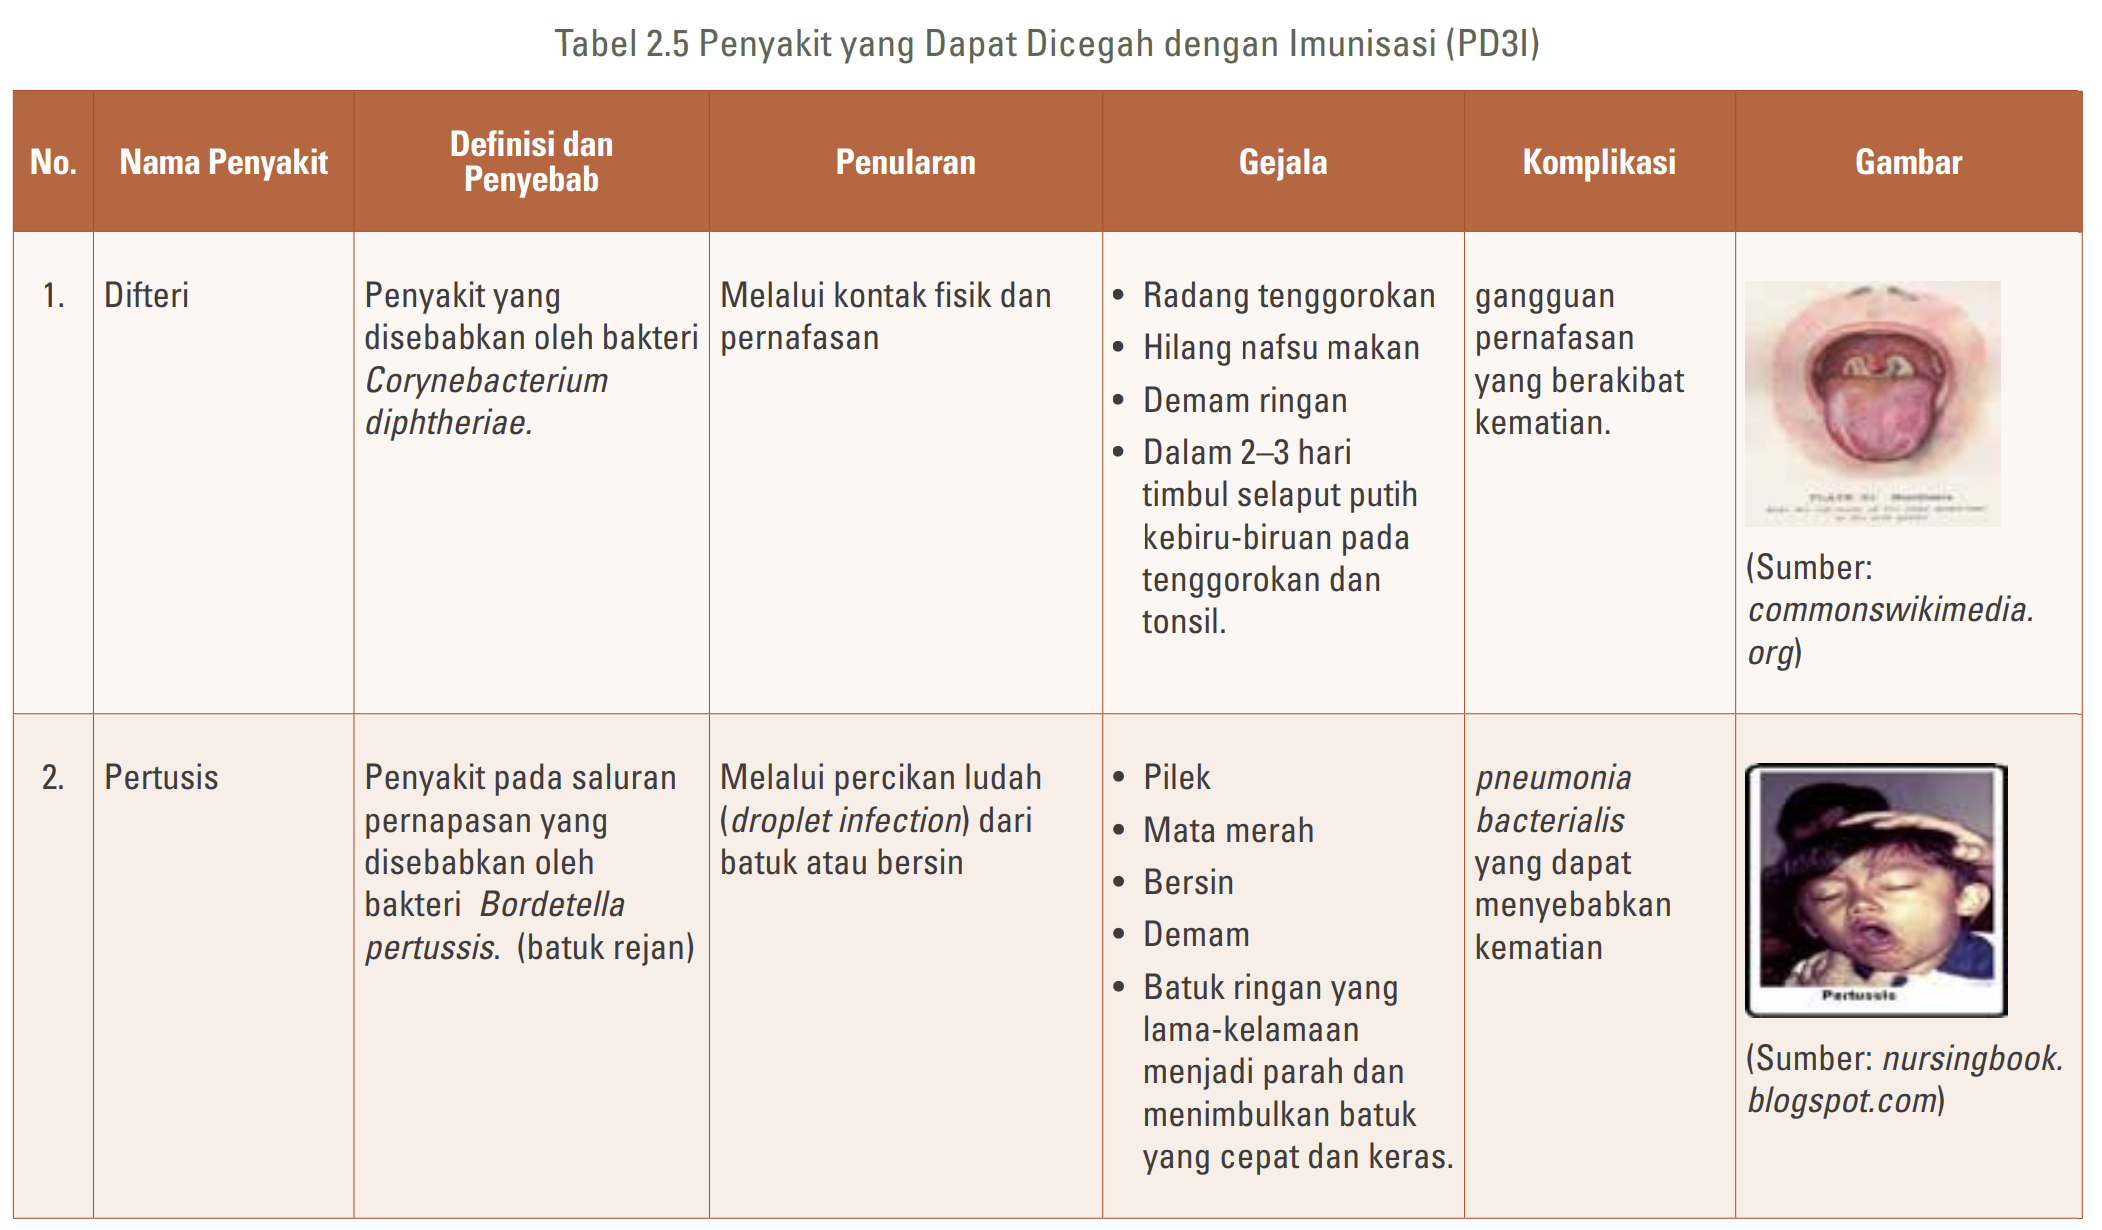 Tabel 2.5 Penyakit yang Dapat Dicegah dengan Imunisasi (PD3I)
No.
Nama Penyakit
Definisi dan
Penyebab
Penularan
Gejala
Komplikasi
Gambar
1.
Difteri
Penyakit yang
disebabkan oleh bakteri
Corynebacterium
diphtheriae.
Melalui kontak fisik dan
pernafasan
• Radang tenggorokan
• Hilang nafsu makan
• Demam ringan
• Dalam 2–3 hari
timbul selaput putih
kebiru-biruan pada
tenggorokan dan
tonsil.
gangguan
pernafasan
yang berakibat
kematian.
(Sumber:
commonswikimedia.
org)
2.
Pertusis
Penyakit pada saluran
pernapasan yang
disebabkan oleh
bakteri Bordetella
pertussis. (batuk rejan)
Melalui percikan ludah
(droplet infection) dari
batuk atau bersin
• Pilek
• Mata merah
• Bersin
• Demam
• Batuk ringan yang
lama-kelamaan
menjadi parah dan
menimbulkan batuk
yang cepat dan keras.
pneumonia
bacterialis
yang dapat
menyebabkan
kematian
Pertussis
(Sumber: nursingbook.
blogspot.com)